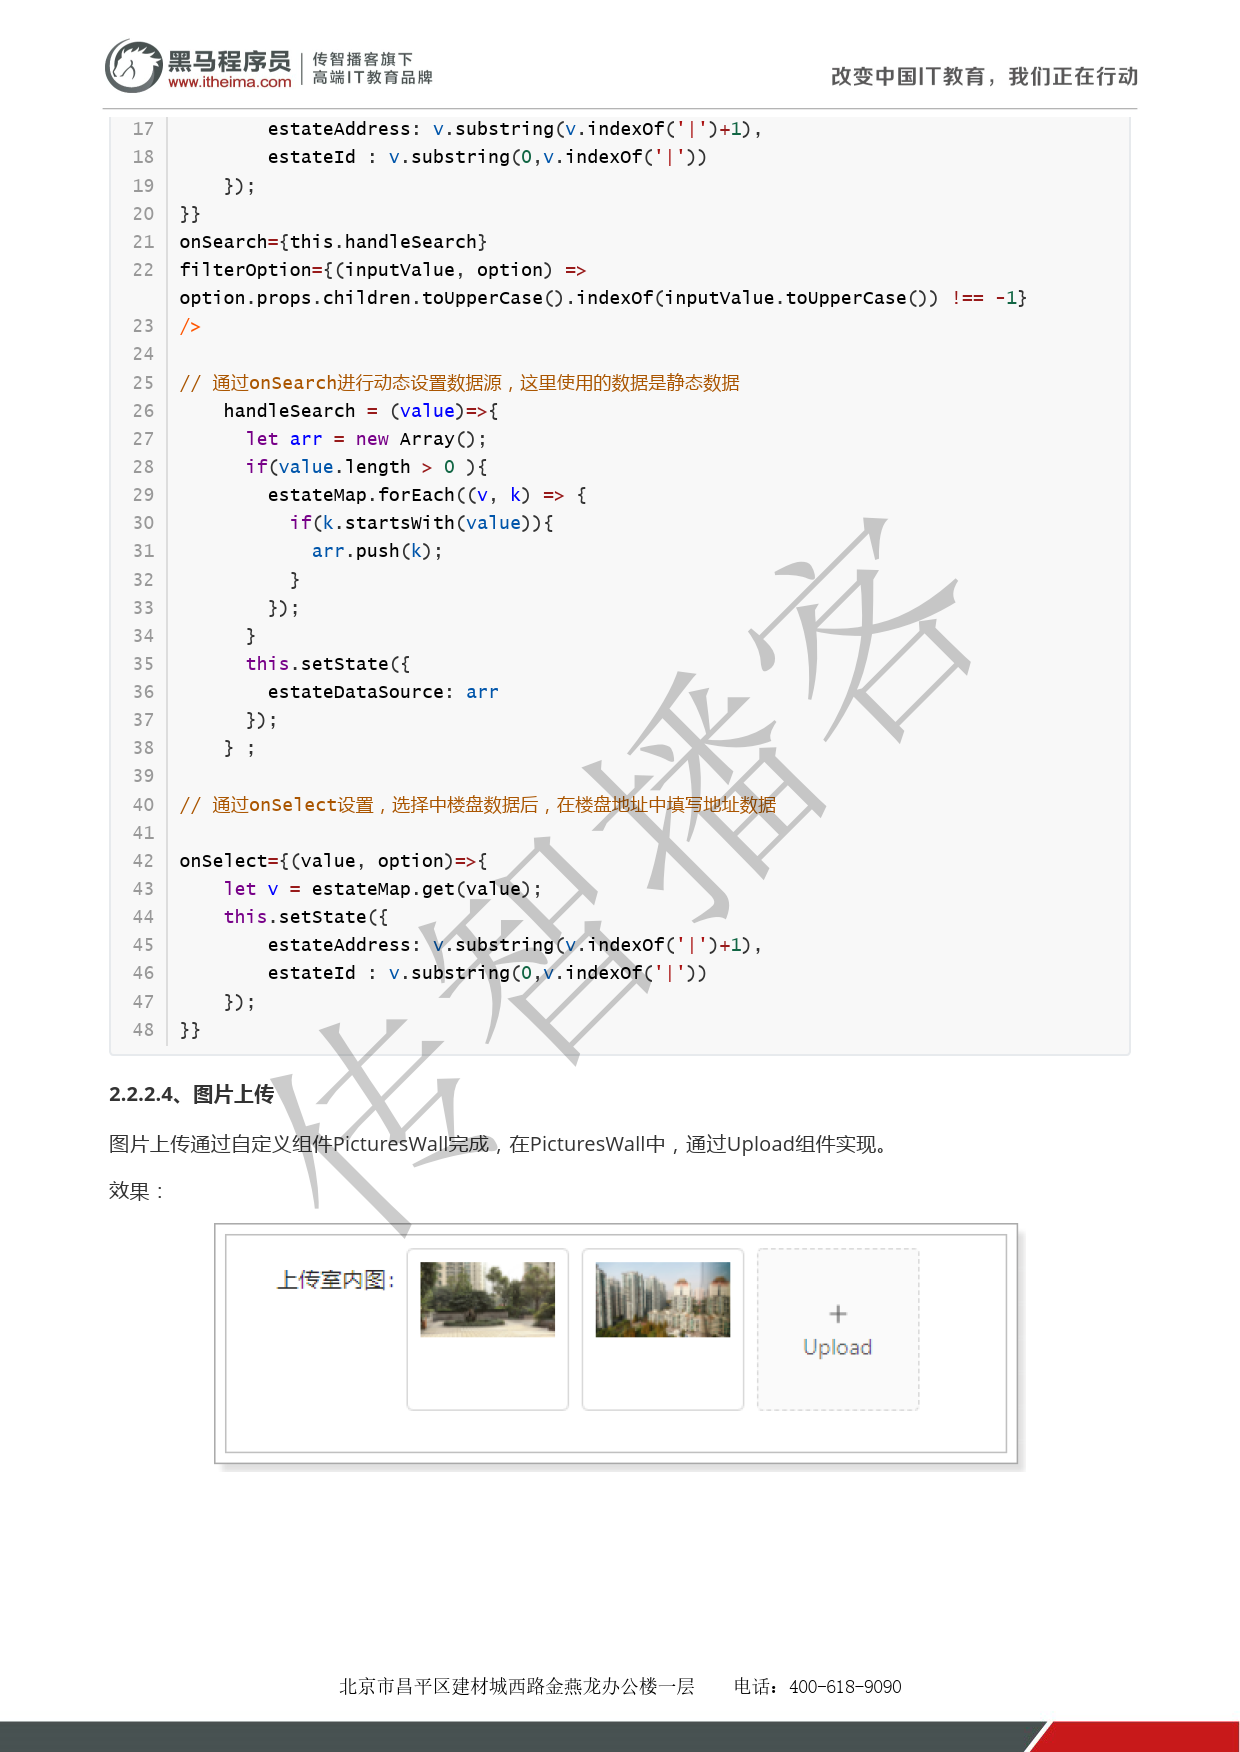 黑马程序员
www.itheima.com
传智播客旗下
高端IT教育品牌
改变中国IT教育，我们正在行动
17         estateAddress: v.substring(v.indexOf('|')+1),
18         estateId : v.substring(0,v.indexOf('|'))
19     });
20 }}
21 onSearch={this.handleSearch}
22 filterOption={(inputValue, option) =>
option.props.children.toUpperCase().indexOf(inputValue.toUpperCase()) !== -1}
23 />
24
25 // 通过onSearch进行动态设置数据源，这里使用的数据是静态数据
26     handleSearch = (value)=>{
27       let arr = new Array();
28       if(value.length > 0 ){
29         estateMap.forEach((v, k) => {
30           if(k.startsWith(value)){
31             arr.push(k);
32           }
33         });
34       }
35       this.setState({
36         estateDataSource: arr
37       });
38     } ;
39
40 // 通过onSelect设置，选择中楼盘数据后，在楼盘地址中填写地址数据
41
42 onSelect={(value, option)=>{
43     let v = estateMap.get(value);
44     this.setState({
45         estateAddress: v.substring(v.indexOf('|')+1),
46         estateId : v.substring(0,v.indexOf('|'))
47     });
48 }}
传智播客
2.2.2.4、图片上传
图片上传通过自定义组件PicturesWall完成，在PicturesWall中，通过Upload组件实现。
效果：
上传室内图:
+
Upload
北京市昌平区建材城西路金燕龙办公楼一层 电话：400-618-9090